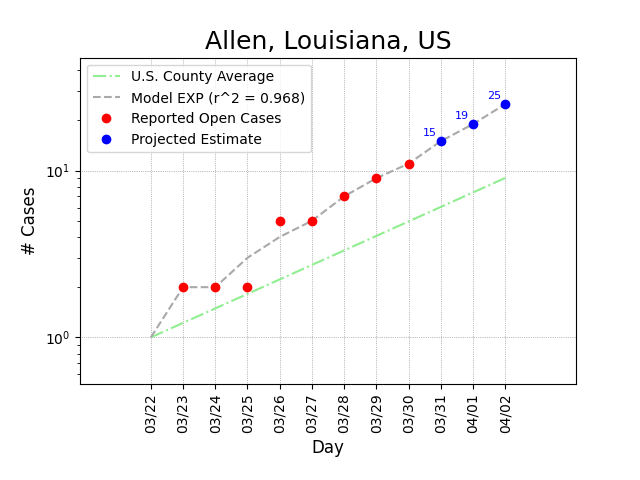 Allen, Louisiana, US
U.S. County Average
Model EXP (r^2 = 0.968)
Reported Open Cases
Projected Estimate
25
19
15
10^1
10^0
# Cases
03/22
03/23
03/24
03/25
03/26
03/27
03/28
03/29
03/30
03/31
04/01
04/02
Day